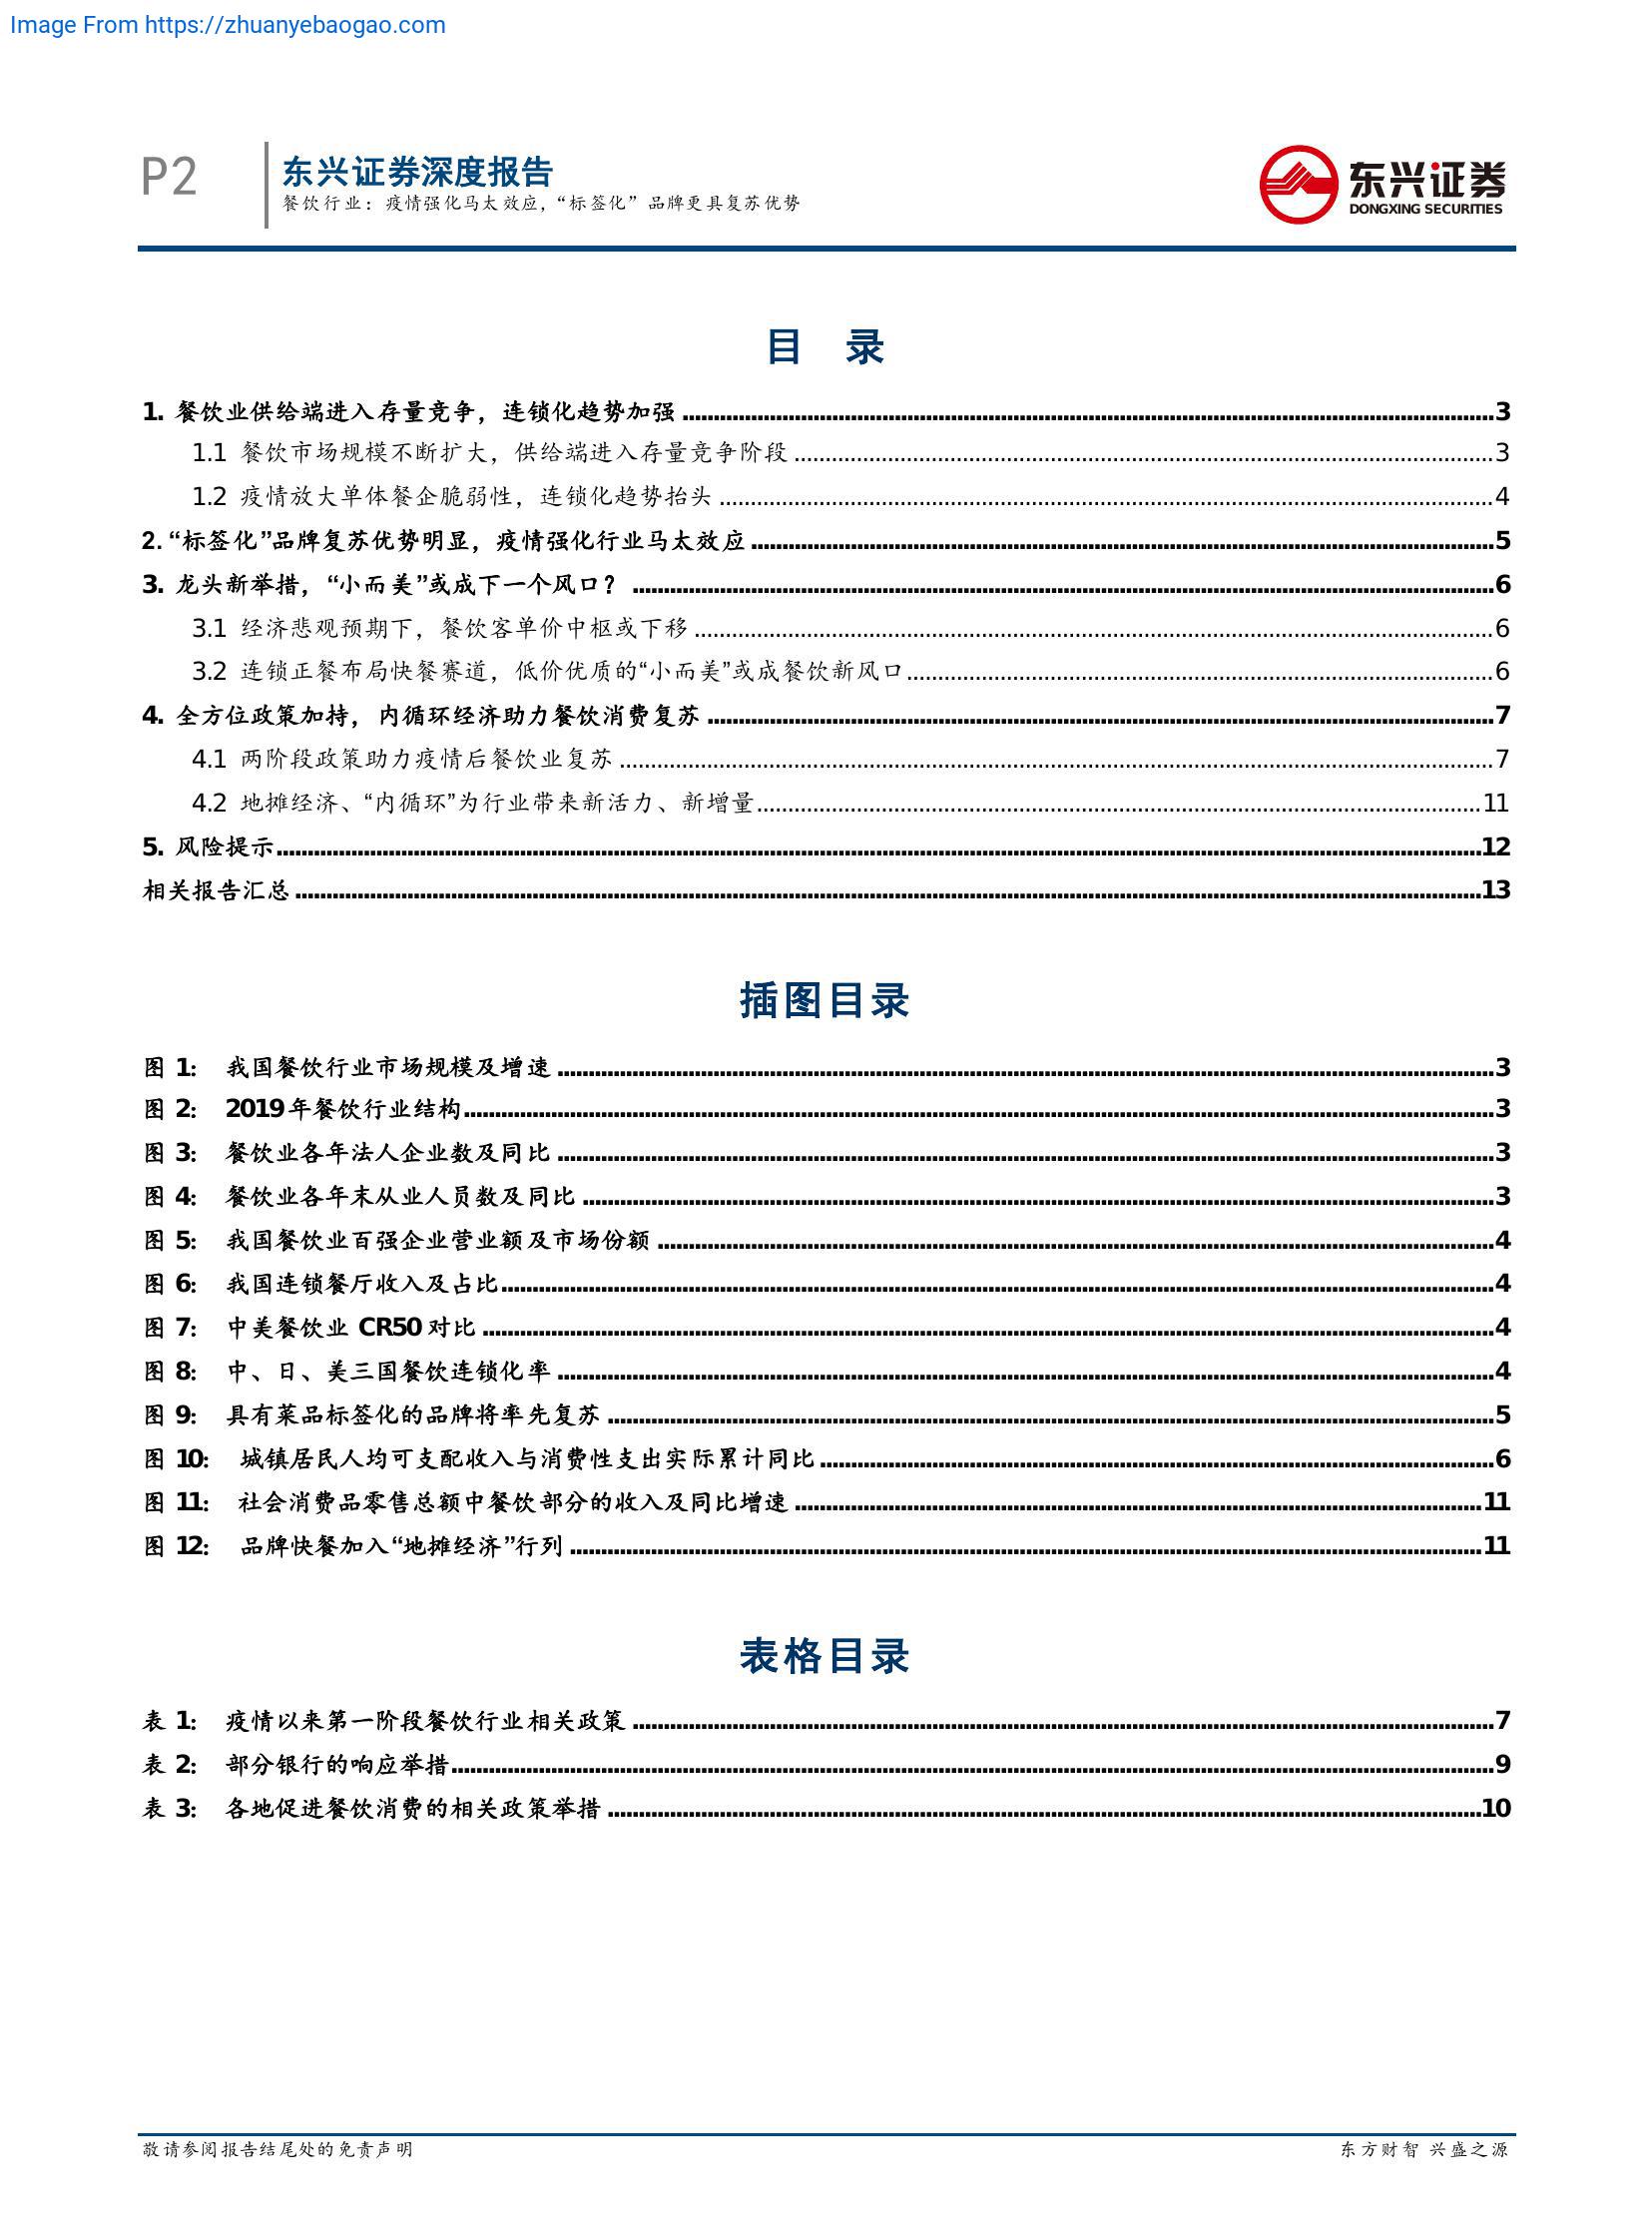 Image From https://zhuanyebaogao.com
P2
东兴证券深度报告
餐饮行业：疫情强化马太效应，“标签化”品牌更具复苏优势
东兴证券
DONGXING SECURITIES
目 录
1. 餐饮业供给端进入存量竞争，连锁化趋势加强 3
1.1 餐饮市场规模不断扩大，供给端进入存量竞争阶段 3
1.2 疫情放大单体餐企脆弱性，连锁化趋势抬头 4
2. “标签化”品牌复苏优势明显，疫情强化行业马太效应 5
3. 龙头新举措，“小而美”或成下一个风口？ 6
3.1 经济悲观预期下，餐饮客单价中枢或下移 6
3.2 连锁正餐布局快餐赛道，低价优质的“小而美”或成餐饮新风口 6
4. 全方位政策加持，内循环经济助力餐饮消费复苏 7
4.1 两阶段政策助力疫情后餐饮业复苏 7
4.2 地摊经济、“内循环”为行业带来新活力、新增量 11
5. 风险提示 12
相关报告汇总 13
插图目录
图 1： 我国餐饮行业市场规模及增速 3
图 2： 2019年餐饮行业结构 3
图 3： 餐饮业各年法人企业数及同比 3
图 4： 餐饮业各年末从业人员数及同比 3
图 5： 我国餐饮业百强企业营业额及市场份额 4
图 6： 我国连锁餐厅收入及占比 4
图 7： 中美餐饮业 CR50 对比 4
图 8： 中、日、美三国餐饮连锁化率 4
图 9： 具有菜品标签化的品牌将率先复苏 5
图 10： 城镇居民人均可支配收入与消费性支出实际累计同比 6
图 11： 社会消费品零售总额中餐饮部分的收入及同比增速 11
图 12： 品牌快餐加入“地摊经济”行列 11
表格目录
表 1： 疫情以来第一阶段餐饮行业相关政策 7
表 2： 部分银行的响应举措 9
表 3： 各地促进餐饮消费的相关政策举措 10
敬请参阅报告结尾处的免责声明
东方财智 兴盛之源